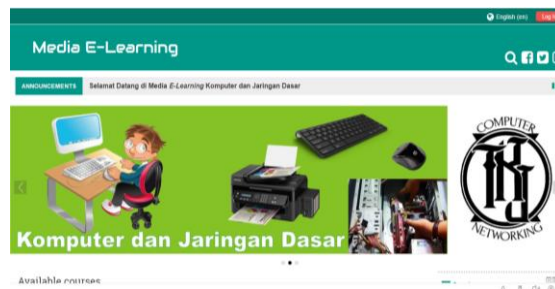 English (en)
Media E-Learning
ANNOUNCEMENTS
Selamat Datang di Media E-Learning Komputer dan Jaringan Dasar
COMPUTER
TKJ
NETWORKING
Komputer dan Jaringan Dasar
Available courses